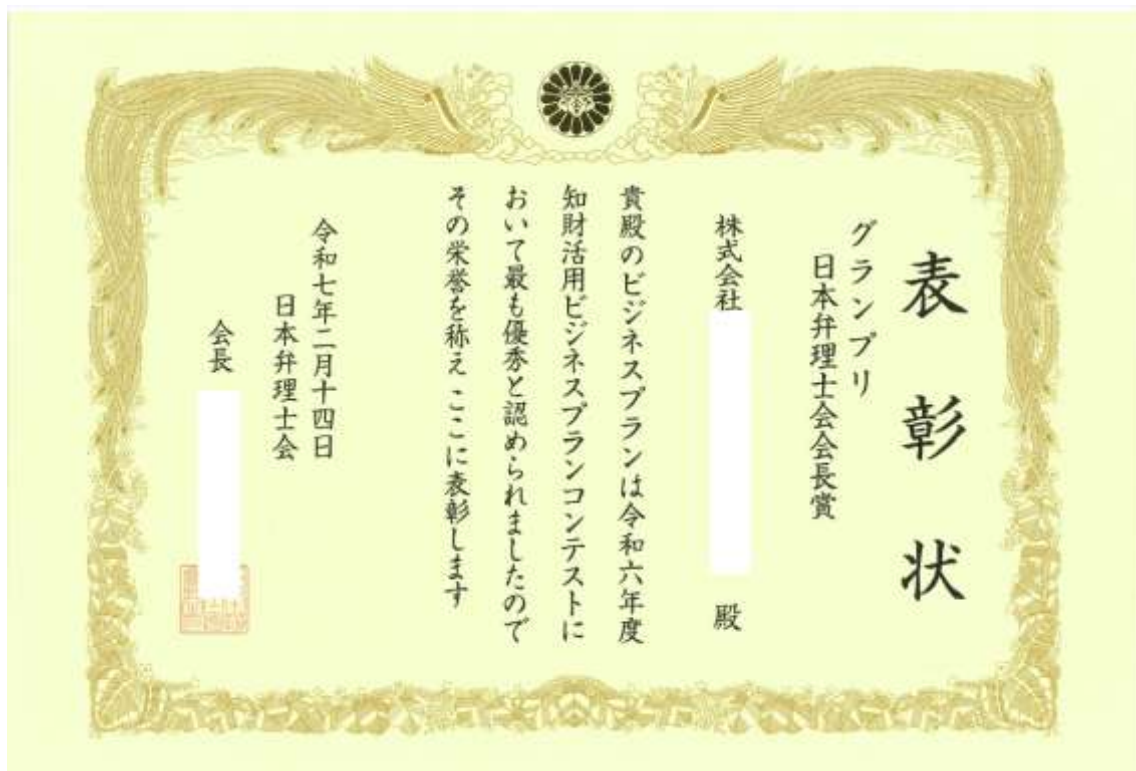 表彰状
グランプリ
日本弁理士会会長賞
株式会社 殿
貴殿のビジネスプランは令和六年度
知財活用ビジネスプランコンテストに
おいて最も優秀と認められましたので
その栄誉を称え ここに表彰します
令和七年二月十四日
日本弁理士会
会長